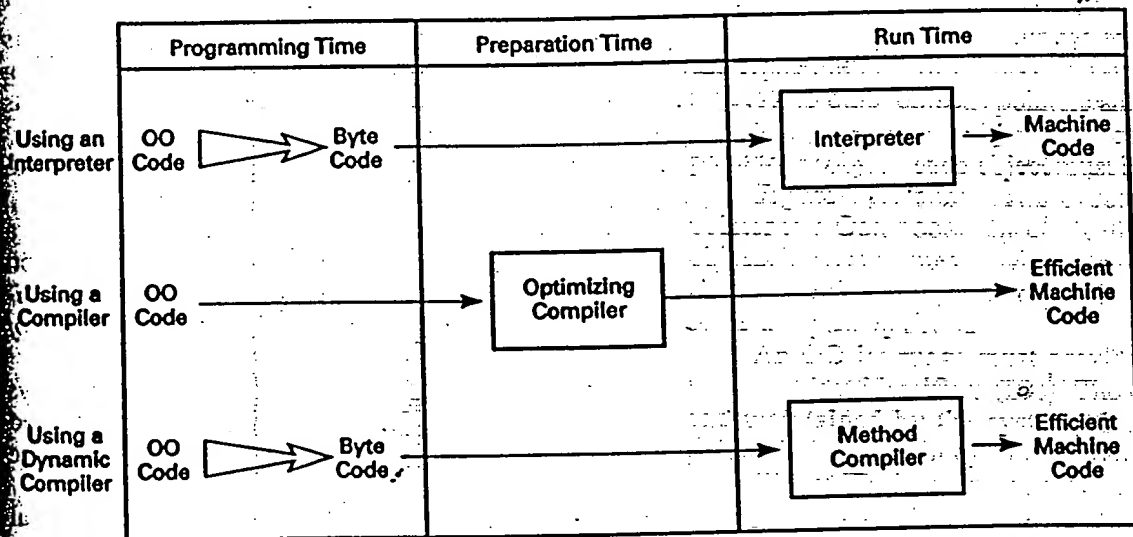 Programming Time
Preparation Time
Run Time
Using an
Interpreter
OO
Code
Byte
Code
Interpreter
Machine
Code
Using a
Compiler
OO
Code
Optimizing
Compiler
Efficient
Machine
Code
Using a
Dynamic
Compiler
OO
Code
Byte
Code
Method
Compiler
Efficient
Machine
Code